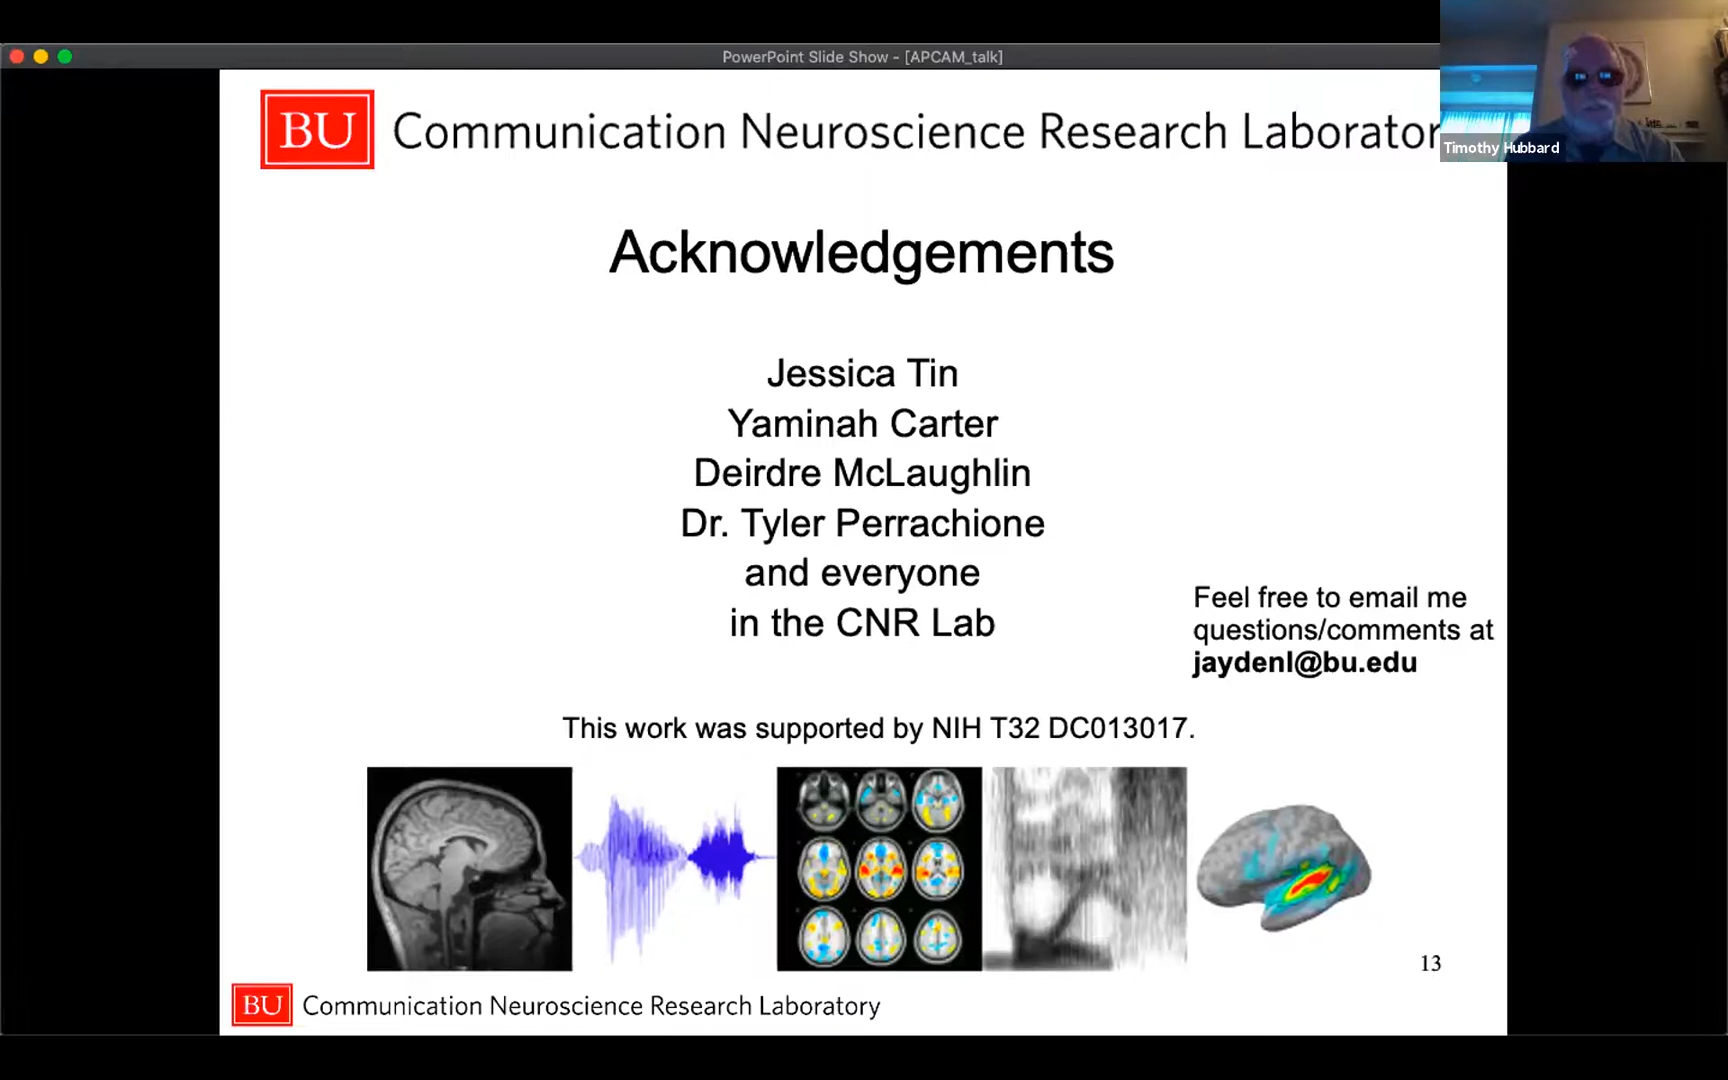 PowerPoint Slide Show - [APCAM_talk]
BU Communication Neuroscience Research Laborator
Timothy Hubbard
Acknowledgements
Jessica Tin
Yaminah Carter
Deirdre McLaughlin
Dr. Tyler Perrachione
and everyone
in the CNR Lab
Feel free to email me
questions/comments at
jaydenl@bu.edu
This work was supported by NIH T32 DC013017.
13
BU Communication Neuroscience Research Laboratory